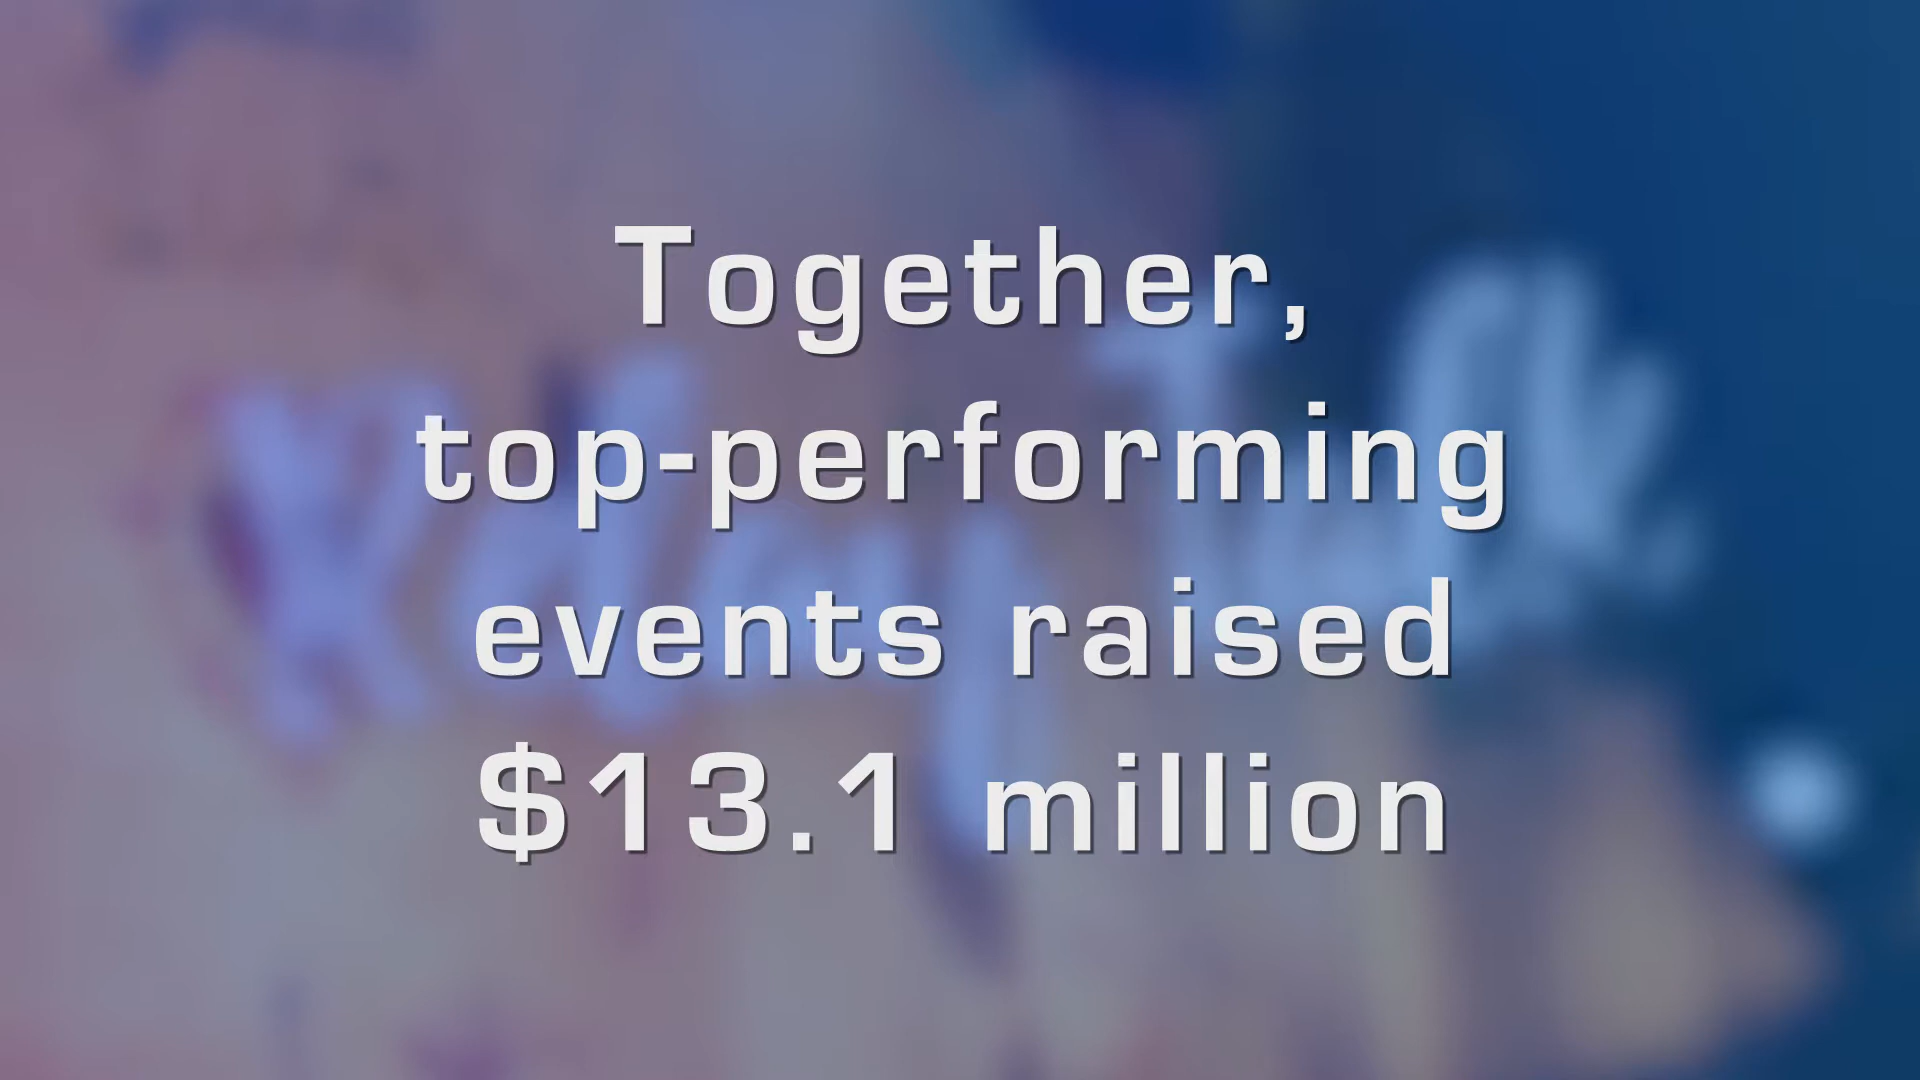 Together,
top-performing
events raised
$13.1 million